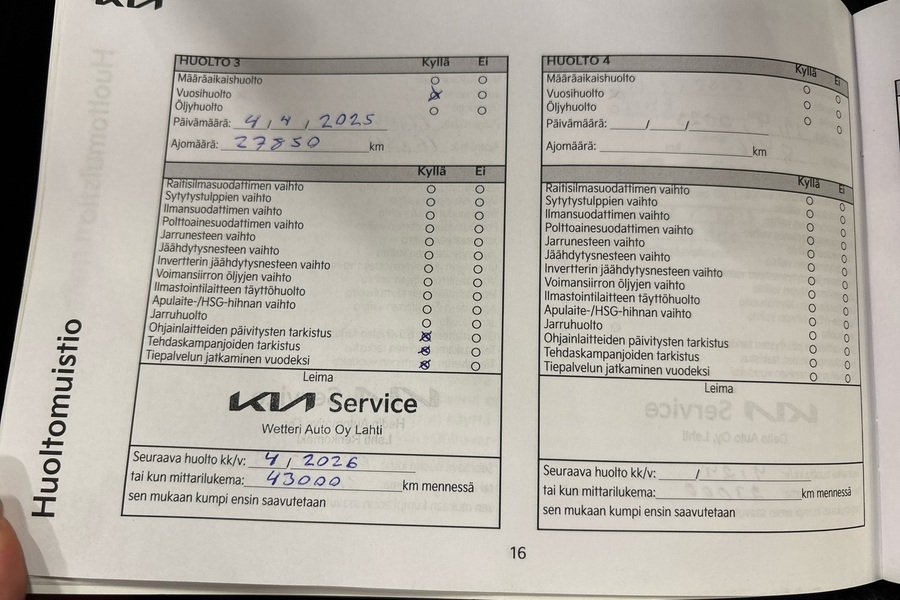 KIA
Huoltomuistio
HUOLTO 3 Kyllä Ei
Määräaikaishuolto
Vuosihuolto
Öljyhuolto
Päivämäärä: 4 / 4 / 2025
Ajomäärä: 27850 km
Kyllä Ei
Raitisilmasuodattimen vaihto
Sytytystulppien vaihto
Ilmansuodattimen vaihto
Polttoainesuodattimen vaihto
Jarrunesteen vaihto
Jäähdytysnesteen vaihto
Invertterin jäähdytysnesteen vaihto
Voimansiirron öljyjen vaihto
Ilmastointilaitteen täyttöhuolto
Apulaite-/HSG-hihnan vaihto
Jarruhuolto
Ohjainlaitteiden päivitysten tarkistus
Tehdaskampanjoiden tarkistus
Tiepalvelun jatkaminen vuodeksi
Leima
KIA Service
Wetteri Auto Oy Lahti
Seuraava huolto kk/v: 4 / 2026
tai kun mittarilukema: 43000 km mennessä
sen mukaan kumpi ensin saavutetaan
HUOLTO 4 Kyllä Ei
Määräaikaishuolto
Vuosihuolto
Öljyhuolto
Päivämäärä: / /
Ajomäärä: km
Kyllä Ei
Raitisilmasuodattimen vaihto
Sytytystulppien vaihto
Ilmansuodattimen vaihto
Polttoainesuodattimen vaihto
Jarrunesteen vaihto
Jäähdytysnesteen vaihto
Invertterin jäähdytysnesteen vaihto
Voimansiirron öljyjen vaihto
Ilmastointilaitteen täyttöhuolto
Apulaite-/HSG-hihnan vaihto
Jarruhuolto
Ohjainlaitteiden päivitysten tarkistus
Tehdaskampanjoiden tarkistus
Tiepalvelun jatkaminen vuodeksi
Leima
Seuraava huolto kk/v: /
tai kun mittarilukema: km mennessä
sen mukaan kumpi ensin saavutetaan
16